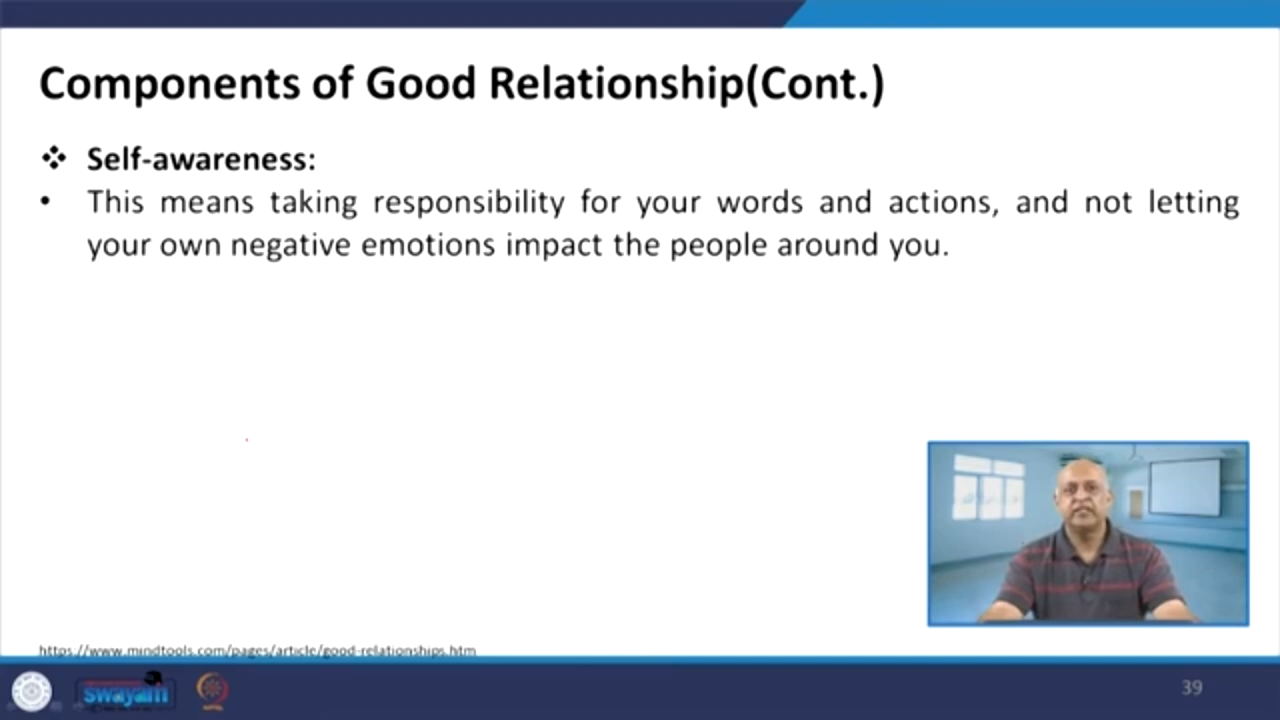 Components of Good Relationship(Cont.)
❖ Self-awareness:
• This means taking responsibility for your words and actions, and not letting
your own negative emotions impact the people around you.
https://www.mindtools.com/pages/article/good-relationships.htm
swayam
39